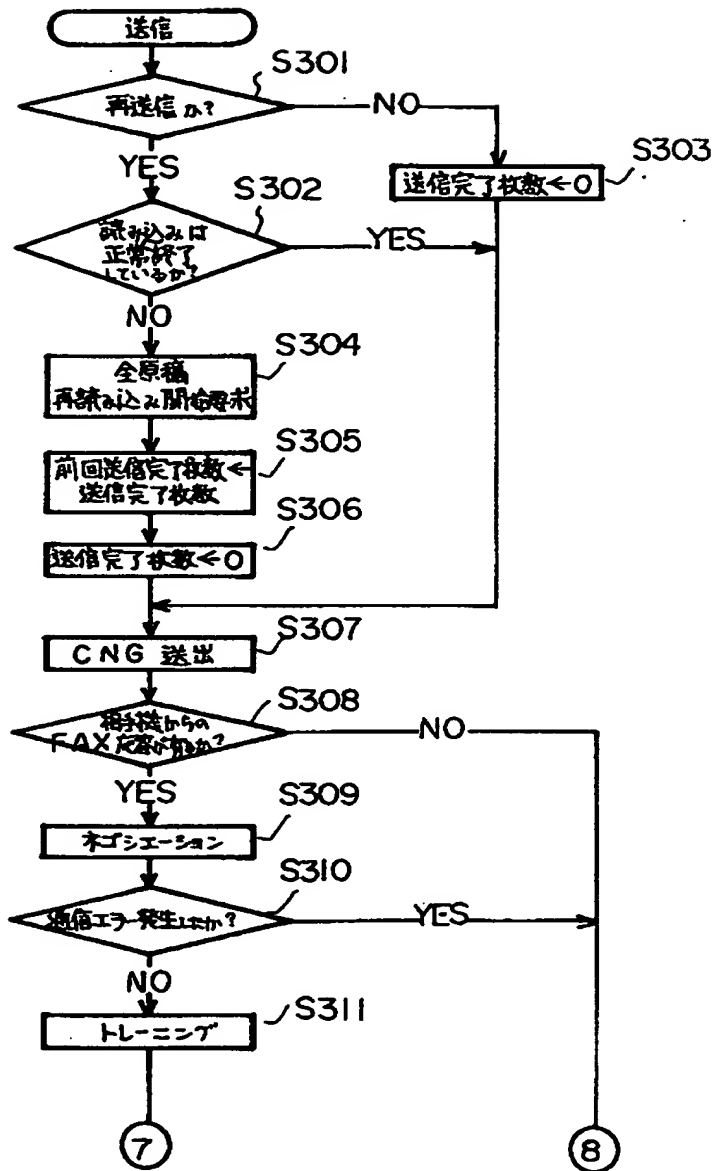 送信
S301
再送信か?
NO
YES
S303
送信完了枚数←0
S302
読み込みは
正常終了
しているか?
YES
NO
S304
全原稿
再読み込み開始要求
S305
前回送信完了枚数←
送信完了枚数
S306
送信完了枚数←0
S307
CNG 送出
S308
相手機からの
FAX応答が有るか?
NO
YES
S309
ネゴシエーション
S310
通信エラー発生したか?
YES
NO
S311
トレーニング
7
8